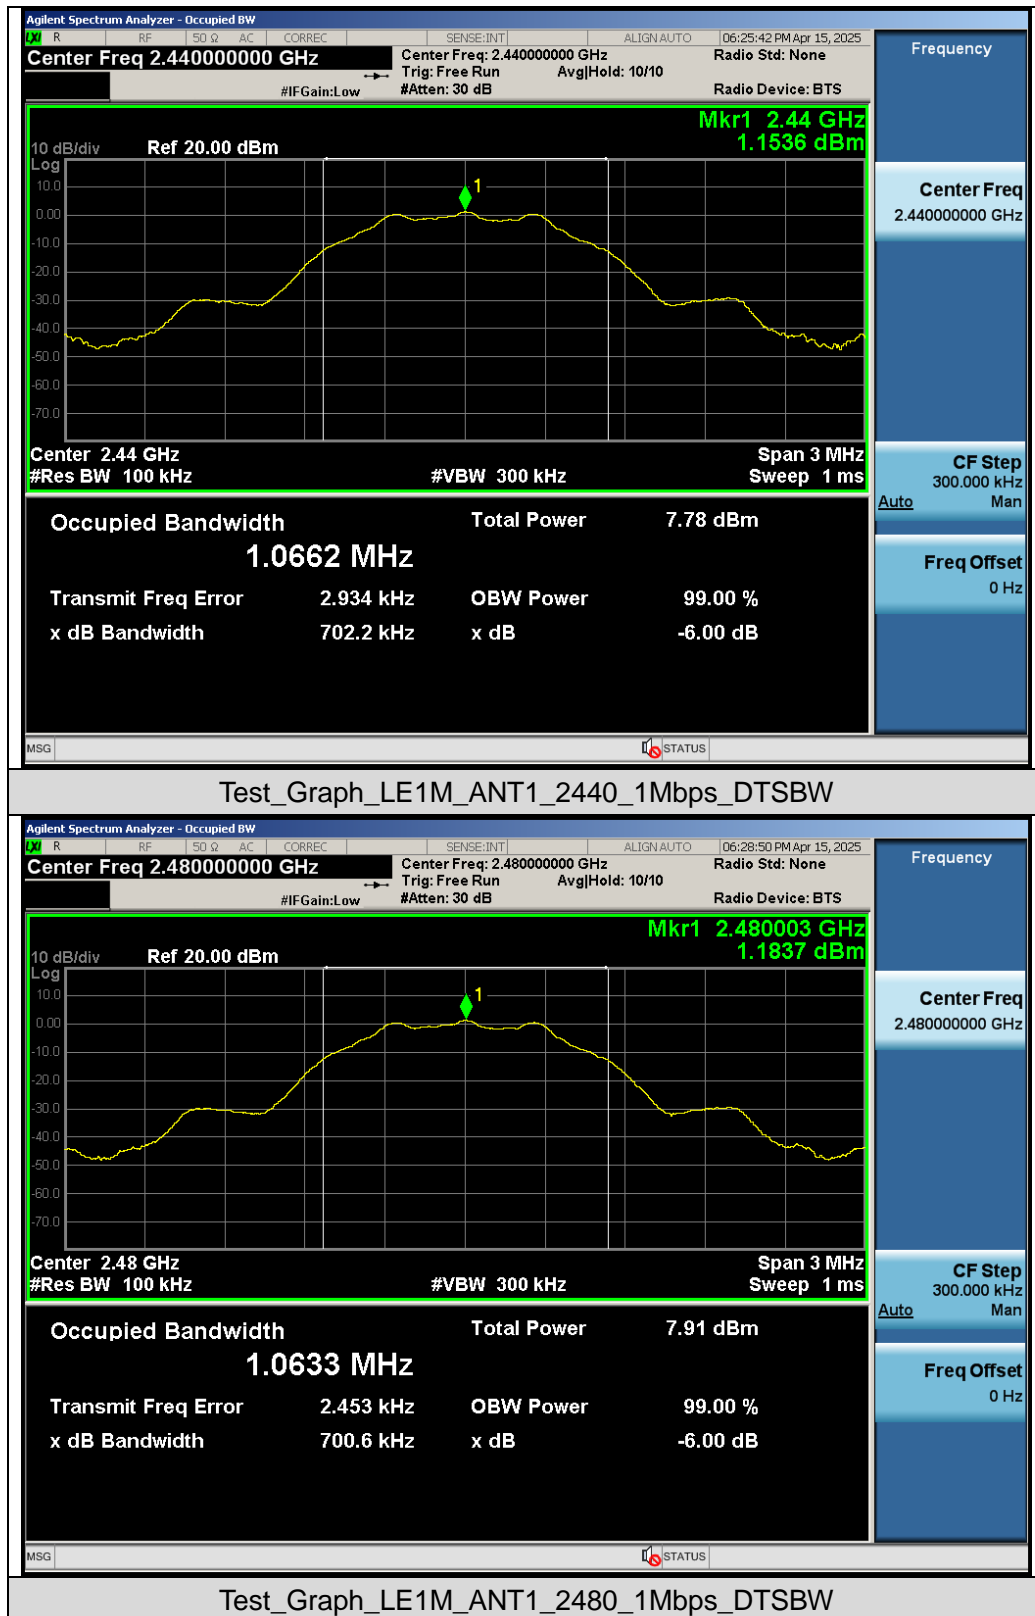 Agilent Spectrum Analyzer - Occupied BW
LXI R RF 50 Ω AC CORREC SENSE:INT ALIGN AUTO 06:25:42 PM Apr 15, 2025
Center Freq 2.440000000 GHz Center Freq: 2.440000000 GHz Radio Std: None Frequency
Trig: Free Run Avg|Hold: 10/10
#IFGain:Low #Atten: 30 dB Radio Device: BTS
Mkr1 2.44 GHz
1.1536 dBm
10 dB/div Ref 20.00 dBm
Log
10.0
0.00
-10.0
-20.0
-30.0
-40.0
-50.0
-60.0
-70.0
1
Center 2.44 GHz Span 3 MHz
#Res BW 100 kHz #VBW 300 kHz Sweep 1 ms
Center Freq
2.440000000 GHz
CF Step
300.000 kHz
Auto Man
Freq Offset
0 Hz
Occupied Bandwidth Total Power 7.78 dBm
1.0662 MHz
Transmit Freq Error 2.934 kHz OBW Power 99.00 %
x dB Bandwidth 702.2 kHz x dB -6.00 dB
MSG STATUS
Test_Graph_LE1M_ANT1_2440_1Mbps_DTSBW
Agilent Spectrum Analyzer - Occupied BW
LXI R RF 50 Ω AC CORREC SENSE:INT ALIGN AUTO 06:28:50 PM Apr 15, 2025
Center Freq 2.480000000 GHz Center Freq: 2.480000000 GHz Radio Std: None Frequency
Trig: Free Run Avg|Hold: 10/10
#IFGain:Low #Atten: 30 dB Radio Device: BTS
Mkr1 2.480003 GHz
1.1837 dBm
10 dB/div Ref 20.00 dBm
Log
10.0
0.00
-10.0
-20.0
-30.0
-40.0
-50.0
-60.0
-70.0
1
Center 2.48 GHz Span 3 MHz
#Res BW 100 kHz #VBW 300 kHz Sweep 1 ms
Center Freq
2.480000000 GHz
CF Step
300.000 kHz
Auto Man
Freq Offset
0 Hz
Occupied Bandwidth Total Power 7.91 dBm
1.0633 MHz
Transmit Freq Error 2.453 kHz OBW Power 99.00 %
x dB Bandwidth 700.6 kHz x dB -6.00 dB
MSG STATUS
Test_Graph_LE1M_ANT1_2480_1Mbps_DTSBW